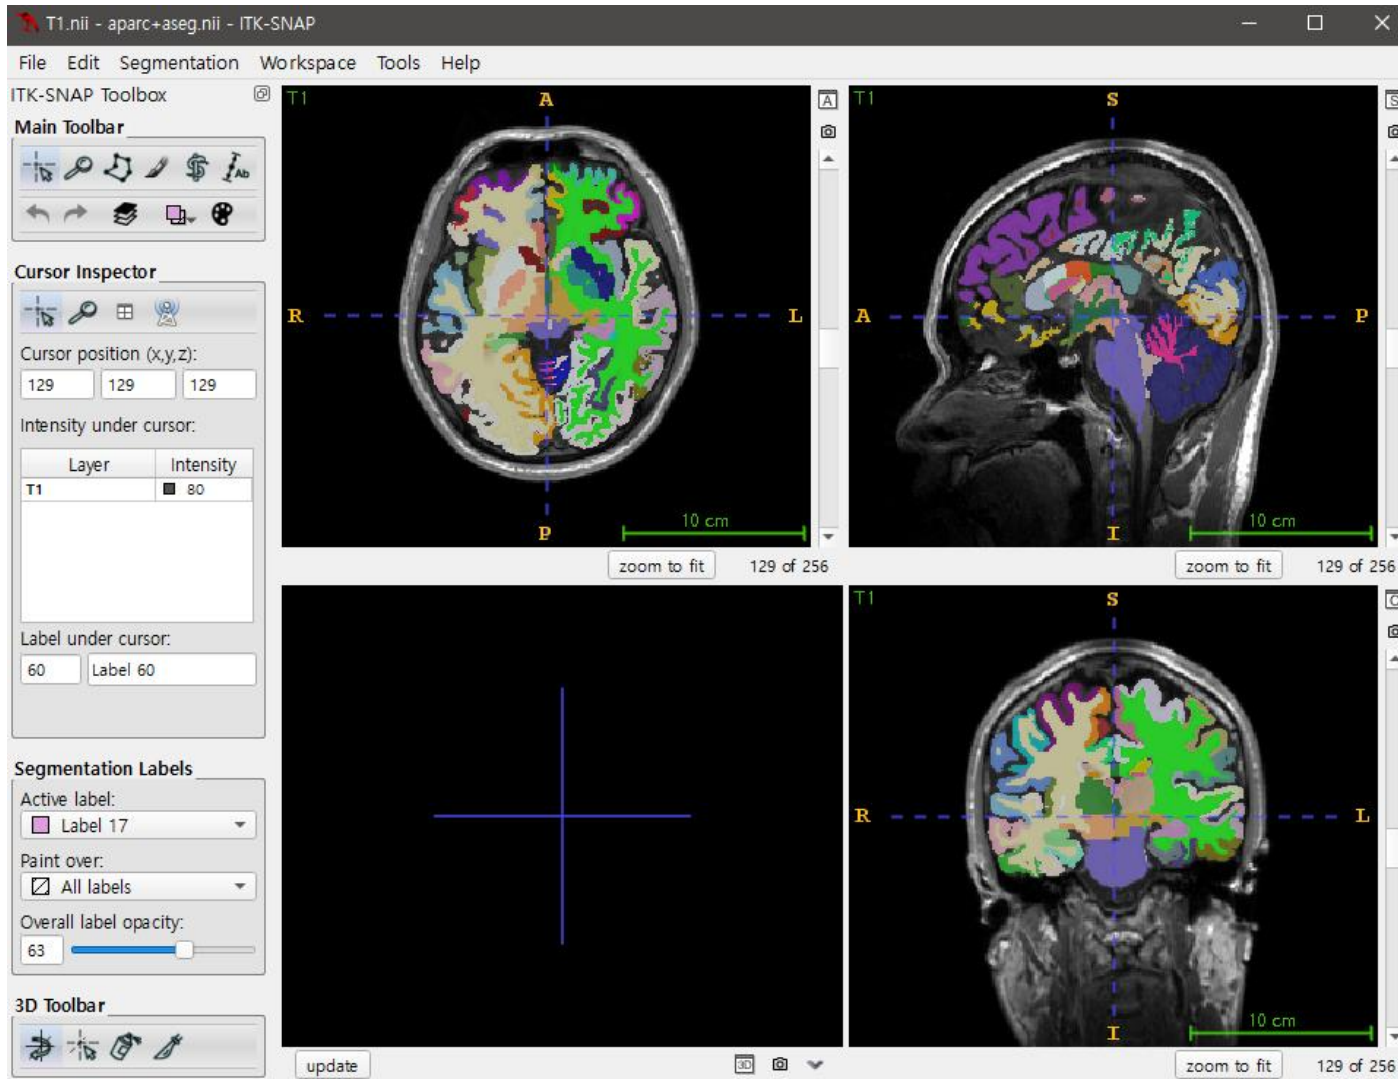 T1.nii - aparc+aseg.nii - ITK-SNAP
File Edit Segmentation Workspace Tools Help
ITK-SNAP Toolbox
Main Toolbar
Ab
Cursor Inspector
Cursor position (x,y,z):
129 129 129
Intensity under cursor:
Layer Intensity
T1 80
Label under cursor:
60 Label 60
Segmentation Labels
Active label:
Label 17
Paint over:
All labels
Overall label opacity:
63
3D Toolbar
T1
A
A
R
L
10 cm
P
zoom to fit 129 of 256
T1
S
S
A
P
10 cm
I
zoom to fit 129 of 256
update
3D
T1
S
C
R
L
10 cm
I
zoom to fit 129 of 256